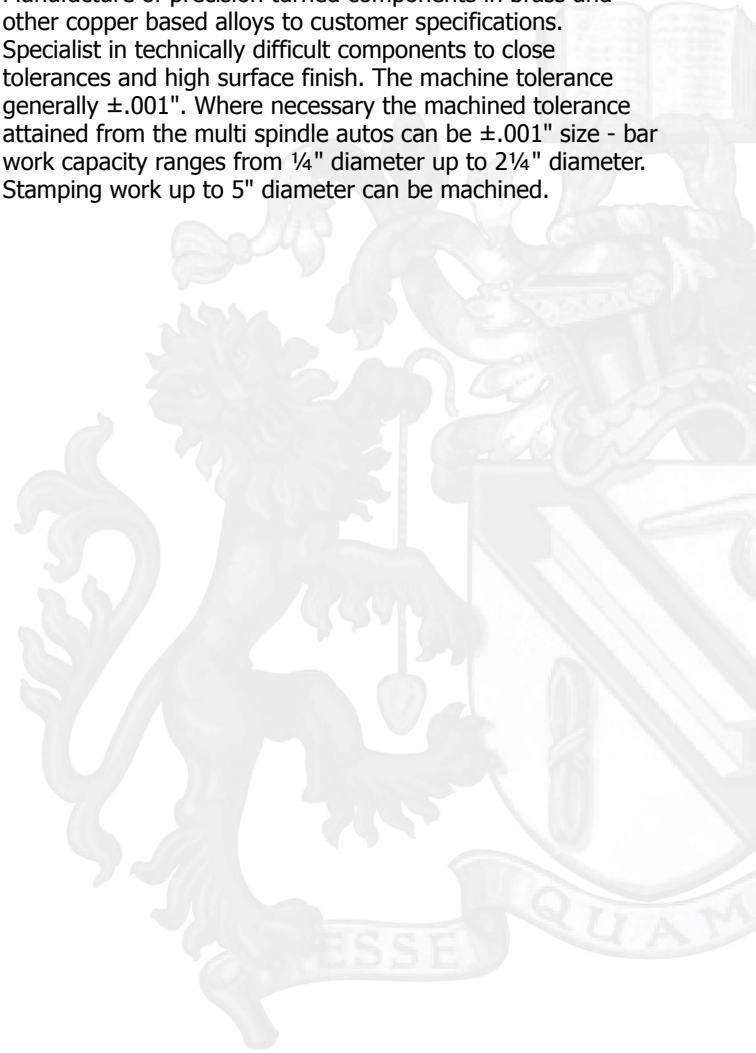 Manufacture of precision turned components in brass and
other copper based alloys to customer specifications.
Specialist in technically difficult components to close
tolerances and high surface finish. The machine tolerance
generally ±.001". Where necessary the machined tolerance
attained from the multi spindle autos can be ±.001" size - bar
work capacity ranges from ¼" diameter up to 2¼" diameter.
Stamping work up to 5" diameter can be machined.
ESSE QUAM